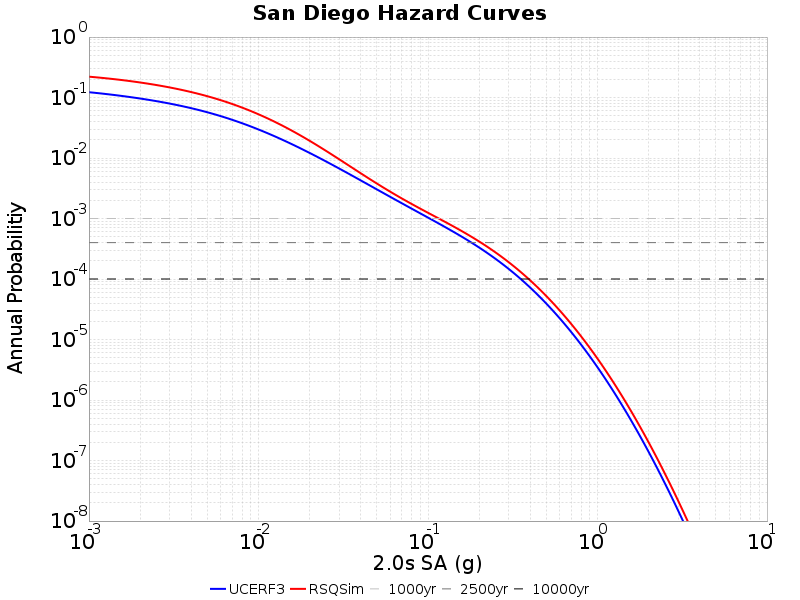 San Diego Hazard Curves
Annual Probabilitiy
10^0
10^-1
10^-2
10^-3
10^-4
10^-5
10^-6
10^-7
10^-8
10^-3 10^-2 10^-1 10^0 10^1
2.0s SA (g)
UCERF3 RSQSim 1000yr 2500yr 10000yr